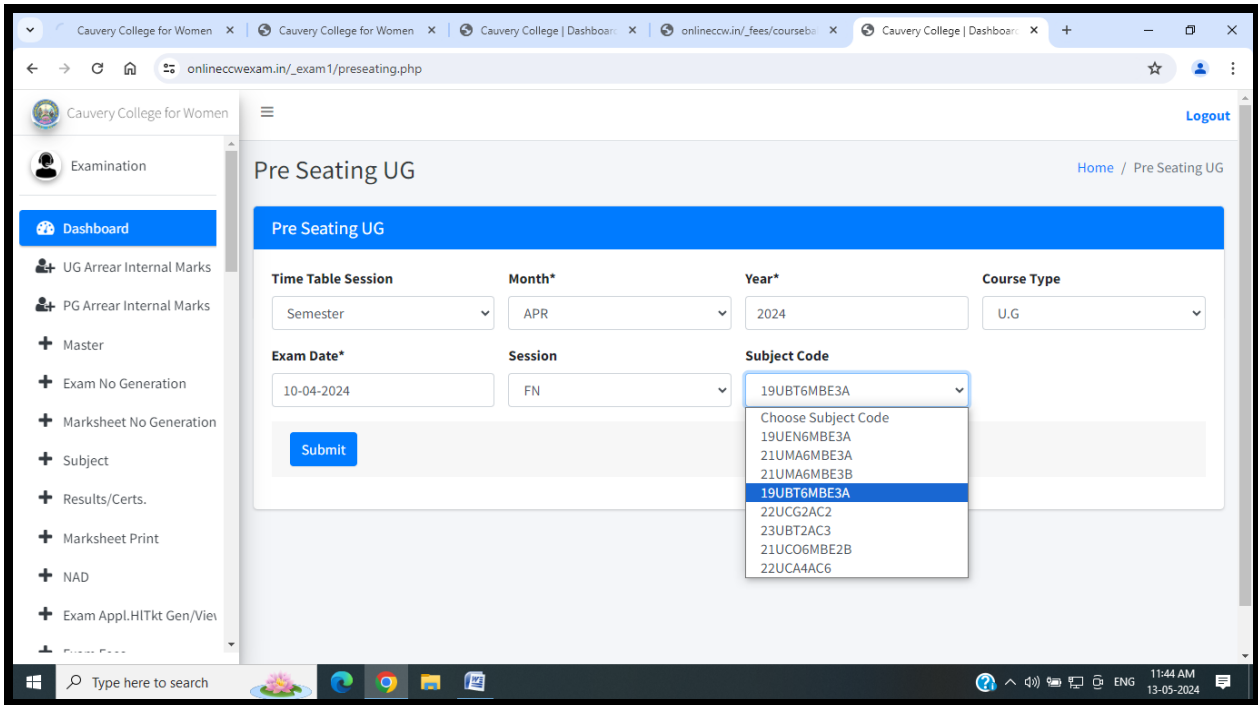 Cauvery College for Women
Cauvery College for Women
Cauvery College | Dashboar
onlineccw.in/_fees/courseba
Cauvery College | Dashboar
onlineccwexam.in/_exam1/preseating.php
Cauvery College for Women
Logout
Examination
Pre Seating UG
Home / Pre Seating UG
Dashboard
UG Arrear Internal Marks
PG Arrear Internal Marks
Master
Exam No Generation
Marksheet No Generation
Subject
Results/Certs.
Marksheet Print
NAD
Exam Appl.HlTkt Gen/View
Pre Seating UG
Time Table Session
Month*
Year*
Course Type
Semester
APR
2024
U.G
Exam Date*
Session
Subject Code
10-04-2024
FN
19UBT6MBE3A
Choose Subject Code
19UEN6MBE3A
21UMA6MBE3A
21UMA6MBE3B
19UBT6MBE3A
22UCG2AC2
23UBT2AC3
21UCO6MBE2B
22UCA4AC6
Submit
Type here to search
ENG
11:44 AM
13-05-2024